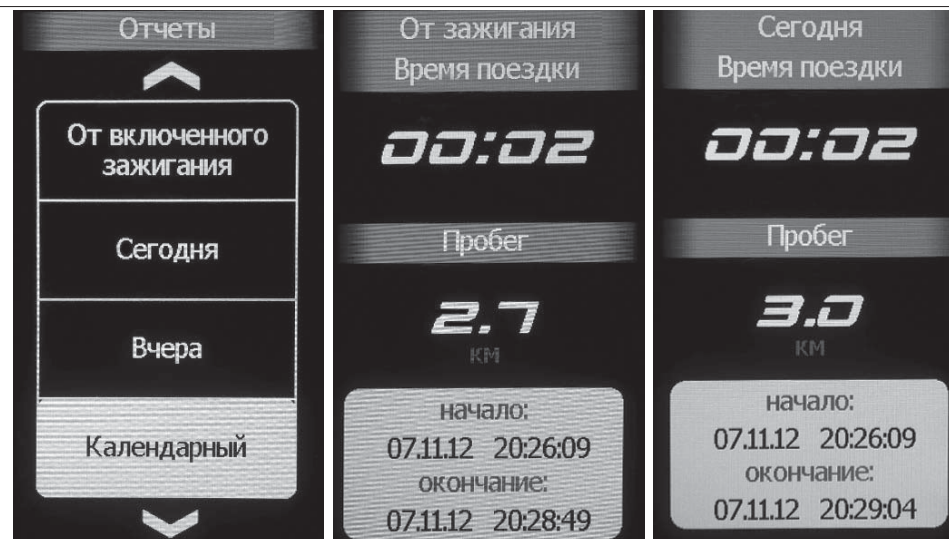 Отчеты
От включенного
зажигания
Сегодня
Вчера
Календарный
От зажигания
Время поездки
00:02
Пробег
2.7
КМ
начало:
07.11.12 20:26:09
окончание:
07.11.12 20:28:49
Сегодня
Время поездки
00:02
Пробег
3.0
КМ
начало:
07.11.12 20:26:09
окончание:
07.11.12 20:29:04